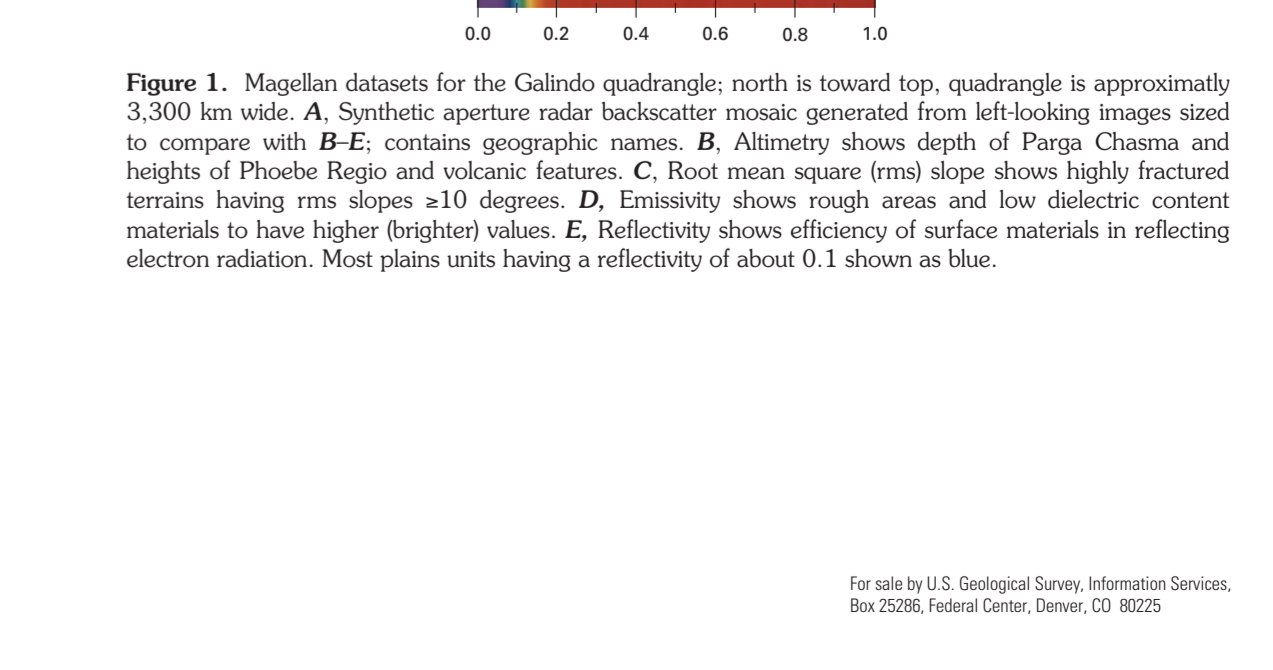 0.0 0.2 0.4 0.6 0.8 1.0
Figure 1. Magellan datasets for the Galindo quadrangle; north is toward top, quadrangle is approximatly
3,300 km wide. A, Synthetic aperture radar backscatter mosaic generated from left-looking images sized
to compare with B–E; contains geographic names. B, Altimetry shows depth of Parga Chasma and
heights of Phoebe Regio and volcanic features. C, Root mean square (rms) slope shows highly fractured
terrains having rms slopes ≥10 degrees. D, Emissivity shows rough areas and low dielectric content
materials to have higher (brighter) values. E, Reflectivity shows efficiency of surface materials in reflecting
electron radiation. Most plains units having a reflectivity of about 0.1 shown as blue.
For sale by U.S. Geological Survey, Information Services,
Box 25286, Federal Center, Denver, CO 80225